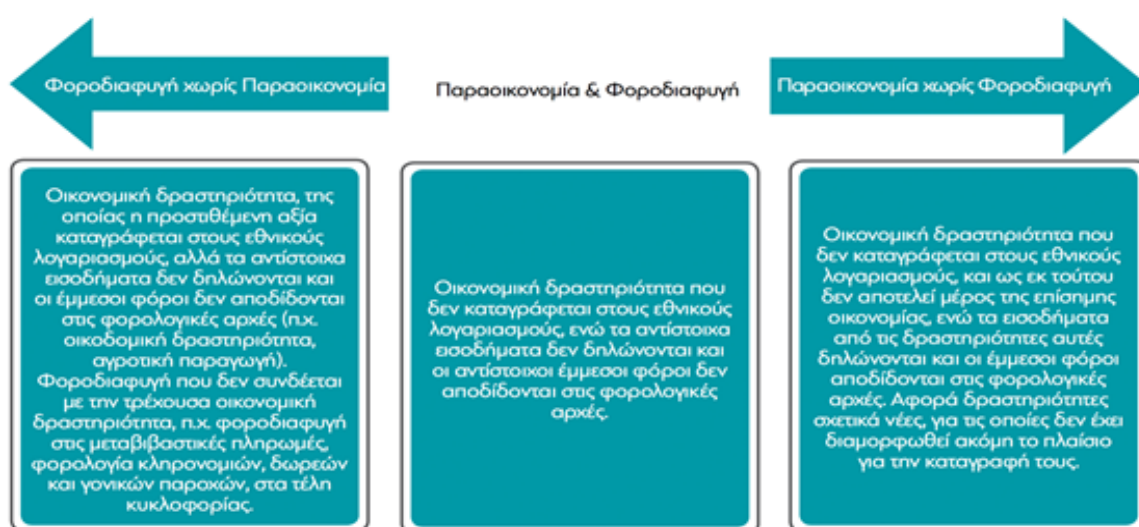 Φοροδιαφυγή χωρίς Παραοικονομία
Παραοικονομία & Φοροδιαφυγή
Παραοικονομία χωρίς Φοροδιαφυγή
Οικονομική δραστηριότητα, της
οποίας η προστιθέμενη αξία
καταγράφεται στους εθνικούς
λογαριασμούς, αλλά τα αντίστοιχα
εισοδήματα δεν δηλώνονται και
οι έμμεσοι φόροι δεν αποδίδονται
στις φορολογικές αρχές (π.χ.
οικοδομική δραστηριότητα,
αγροτική παραγωγή).
Φοροδιαφυγή που δεν συνδέεται
με την τρέχουσα οικονομική
δραστηριότητα, π.χ. φοροδιαφυγή
στις μεταβιβαστικές πληρωμές,
φορολογία κληρονομιών, δωρεών
και γονικών παροχών, στα τέλη
κυκλοφορίας.
Οικονομική δραστηριότητα που
δεν καταγράφεται στους εθνικούς
λογαριασμούς, ενώ τα αντίστοιχα
εισοδήματα δεν δηλώνονται και
οι αντίστοιχοι έμμεσοι φόροι δεν
αποδίδονται στις φορολογικές
αρχές.
Οικονομική δραστηριότητα που
δεν καταγράφεται στους εθνικούς
λογαριασμούς, και ως εκ τούτου
δεν αποτελεί μέρος της επίσημης
οικονομίας, ενώ τα εισοδήματα
από τις δραστηριότητες αυτές
δηλώνονται και οι έμμεσοι φόροι
αποδίδονται στις φορολογικές
αρχές. Αφορά δραστηριότητες
σχετικά νέες, για τις οποίες δεν έχει
διαμορφωθεί ακόμη το πλαίσιο
για την καταγραφή τους.